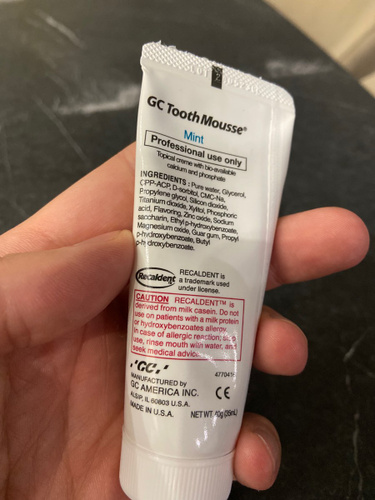 GC Tooth Mousse®
Mint
Professional use only
Topical creme with bio-available
calcium and phosphate
INGREDIENTS : Pure water, Glycerol,
CPP-ACP, D-sorbitol, CMC-Na,
Propylene glycol, Silicon dioxide,
Titanium dioxide, Xylitol, Phosphoric
acid, Flavoring, Zinc oxide, Sodium
saccharin, Ethyl p-hydroxybenzoate,
Magnesium oxide, Guar gum, Propyl
p-hydroxybenzoate, Butyl
p-hydroxybenzoate.
Recaldent
RECALDENT is
a trademark used
under license.
CAUTION RECALDENT™ is
derived from milk casein. Do not
use on patients with a milk protein
or hydroxybenzoates allergy.
In case of allergic reaction, stop
use, rinse mouth with water, and
seek medical advice.
'GC,'
MANUFACTURED by
GC AMERICA INC.
ALSIP, IL 60803 U.S.A.
MADE IN U.S.A.
CE
NET WT. 40g (35mL)